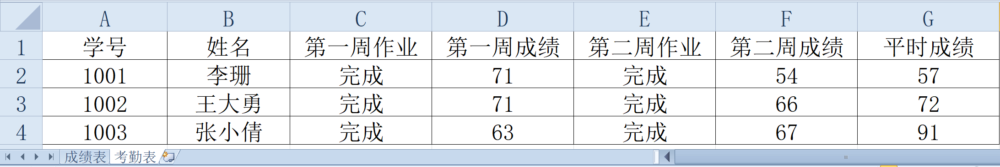 A B C D E F G
1 学号 姓名 第一周作业 第一周成绩 第二周作业 第二周成绩 平时成绩
2 1001 李珊 完成 71 完成 54 57
3 1002 王大勇 完成 71 完成 66 72
4 1003 张小倩 完成 63 完成 67 91
成绩表 考勤表